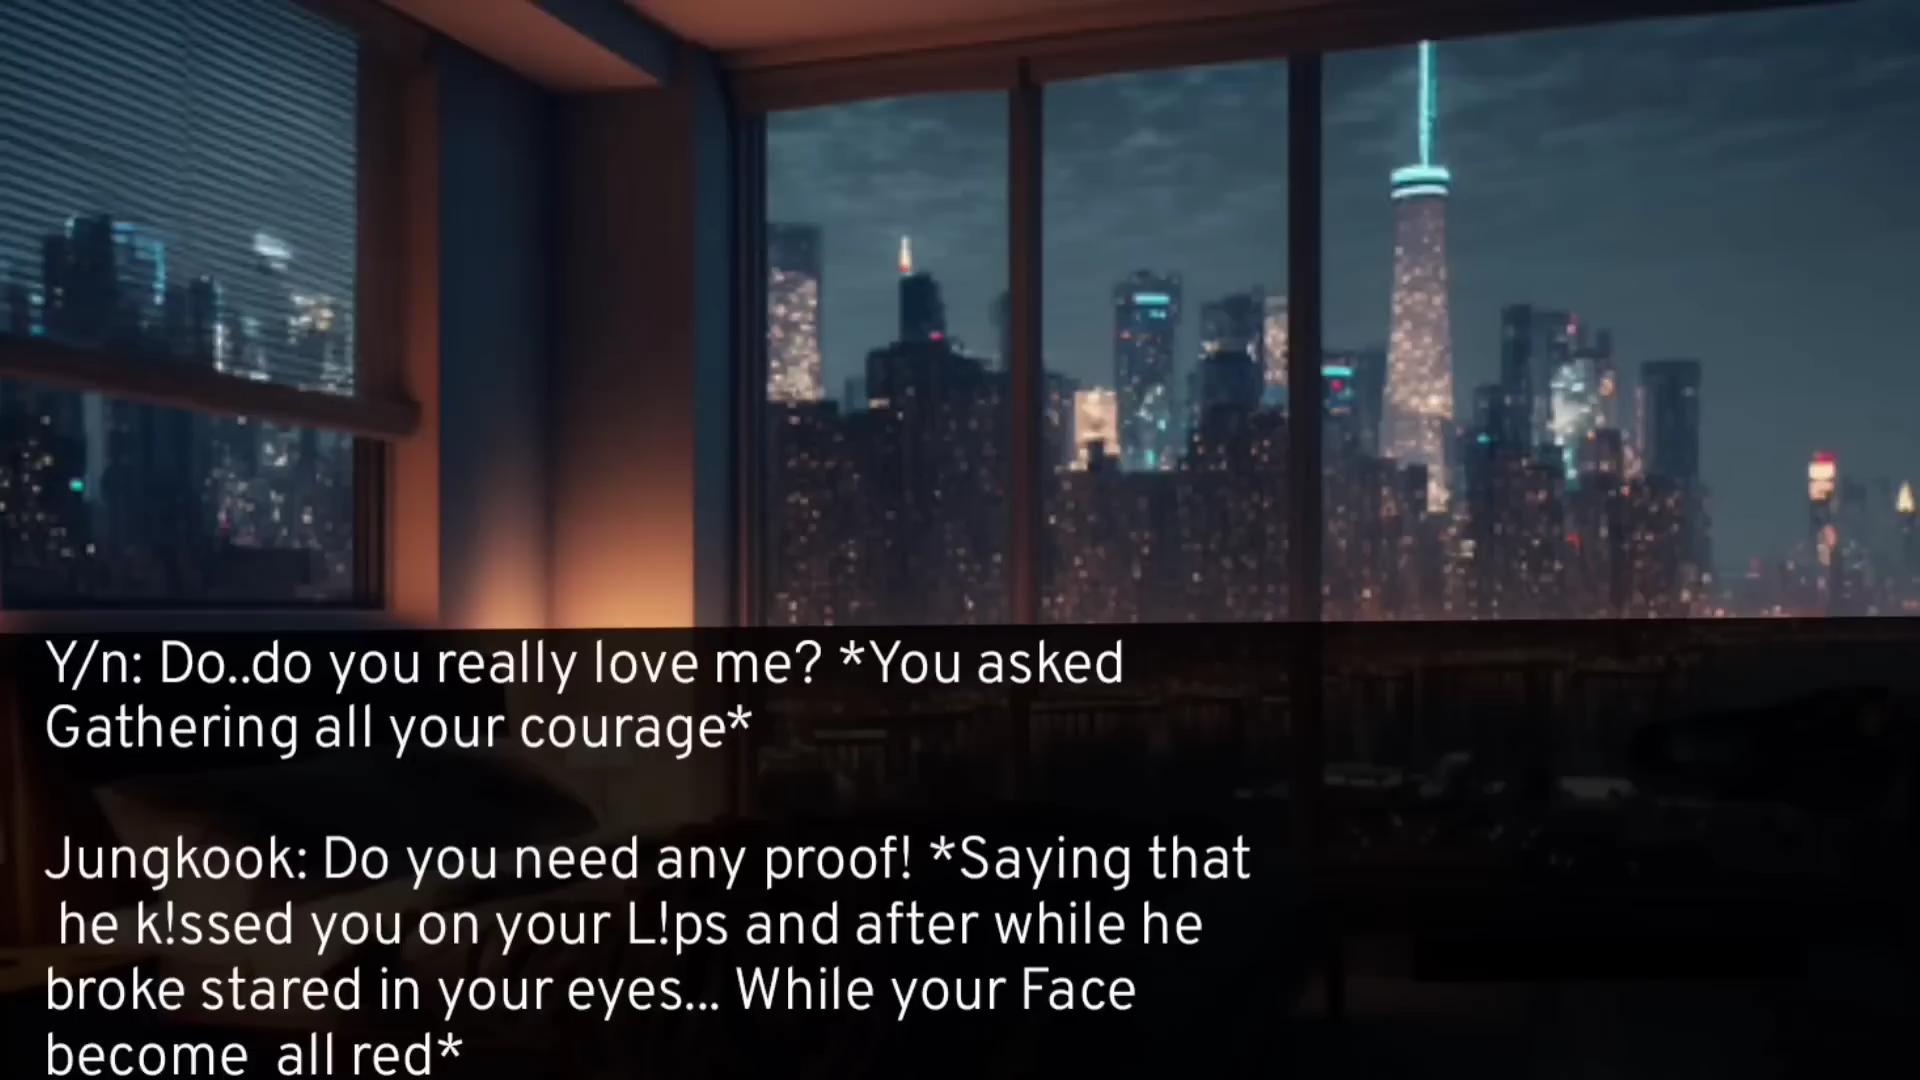 Y/n: Do..do you really love me? *You asked
Gathering all your courage*
Jungkook: Do you need any proof! *Saying that
he k!ssed you on your L!ps and after while he
broke stared in your eyes... While your Face
become all red*